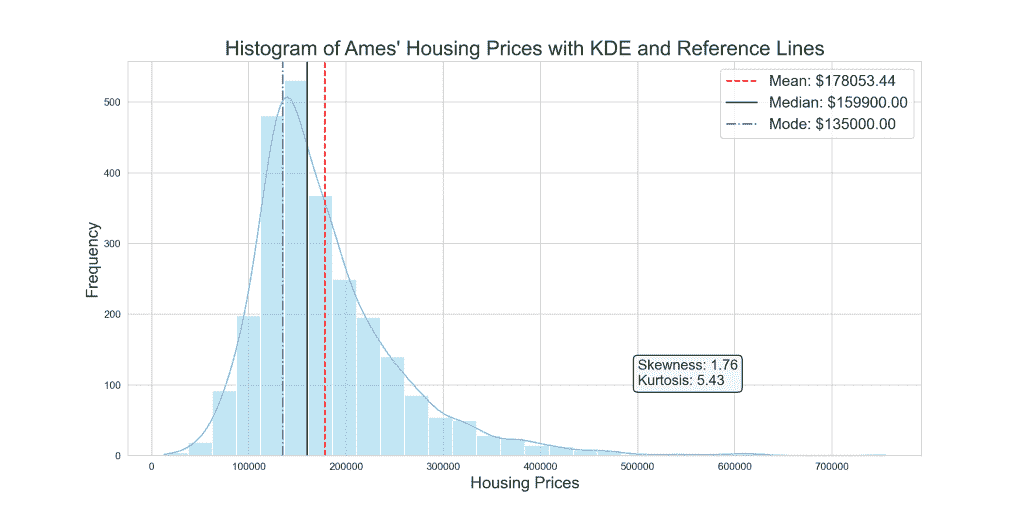 Histogram of Ames' Housing Prices with KDE and Reference Lines
Mean: $178053.44
Median: $159900.00
Mode: $135000.00
500
400
300
200
100
0
Frequency
Skewness: 1.76
Kurtosis: 5.43
0 100000 200000 300000 400000 500000 600000 700000
Housing Prices